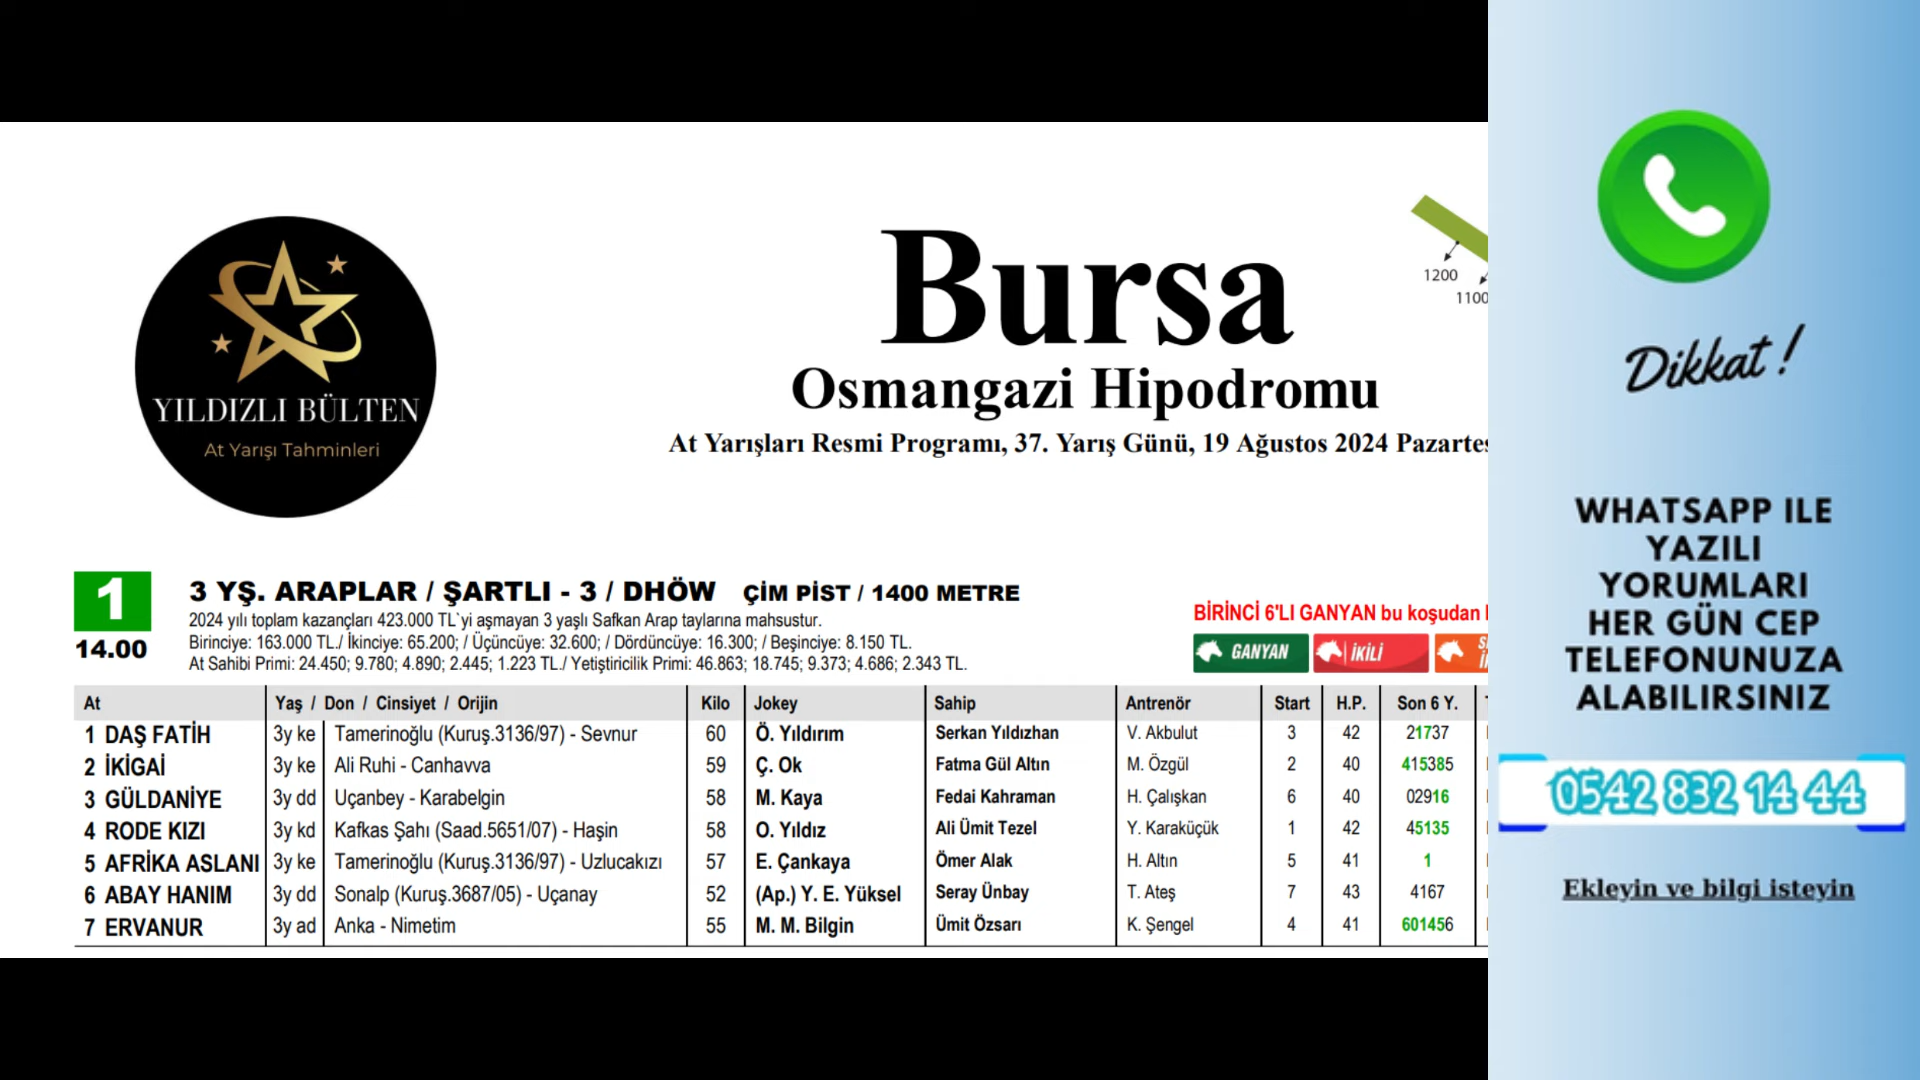 YILDIZLI BÜLTEN
At Yarışı Tahminleri
Bursa
Osmangazi Hipodromu
At Yarışları Resmi Programı, 37. Yarış Günü, 19 Ağustos 2024 Pazartes
1200
1100
1
14.00
3 YŞ. ARAPLAR / ŞARTLI - 3 / DHÖW ÇİM PİST / 1400 METRE
2024 yılı toplam kazançları 423.000 TL`yi aşmayan 3 yaşlı Safkan Arap taylarına mahsustur.
Birinciye: 163.000 TL./ İkinciye: 65.200; / Üçüncüye: 32.600; / Dördüncüye: 16.300; / Beşinciye: 8.150 TL.
At Sahibi Primi: 24.450; 9.780; 4.890; 2.445; 1.223 TL./ Yetiştiricilik Primi: 46.863; 18.745; 9.373; 4.686; 2.343 TL.
BİRİNCİ 6'LI GANYAN bu koşudan
GANYAN İKİLİ
At Yaş / Don / Cinsiyet / Orijin Kilo Jokey Sahip Antrenör Start H.P. Son 6 Y.
1 DAŞ FATİH 3y ke Tamerinoğlu (Kuruş.3136/97) - Sevnur 60 Ö. Yıldırım Serkan Yıldızhan V. Akbulut 3 42 21737
2 İKİGAİ 3y ke Ali Ruhi - Canhavva 59 Ç. Ok Fatma Gül Altın M. Özgül 2 40 415385
3 GÜLDANİYE 3y dd Uçanbey - Karabelgin 58 M. Kaya Fedai Kahraman H. Çalışkan 6 40 02916
4 RODE KIZI 3y kd Kafkas Şahı (Saad.5651/07) - Haşin 58 O. Yıldız Ali Ümit Tezel Y. Karaküçük 1 42 45135
5 AFRİKA ASLANI 3y ke Tamerinoğlu (Kuruş.3136/97) - Uzlucakızı 57 E. Çankaya Ömer Alak H. Altın 5 41 1
6 ABAY HANIM 3y dd Sonalp (Kuruş.3687/05) - Uçanay 52 (Ap.) Y. E. Yüksel Seray Ünbay T. Ateş 7 43 4167
7 ERVANUR 3y ad Anka - Nimetim 55 M. M. Bilgin Ümit Özsarı K. Şengel 4 41 601456
Dikkat !
WHATSAPP ILE
YAZILI
YORUMLARI
HER GÜN CEP
TELEFONUNUZA
ALABILIRSINIZ
0542 832 14 44
Ekleyin ve bilgi isteyin